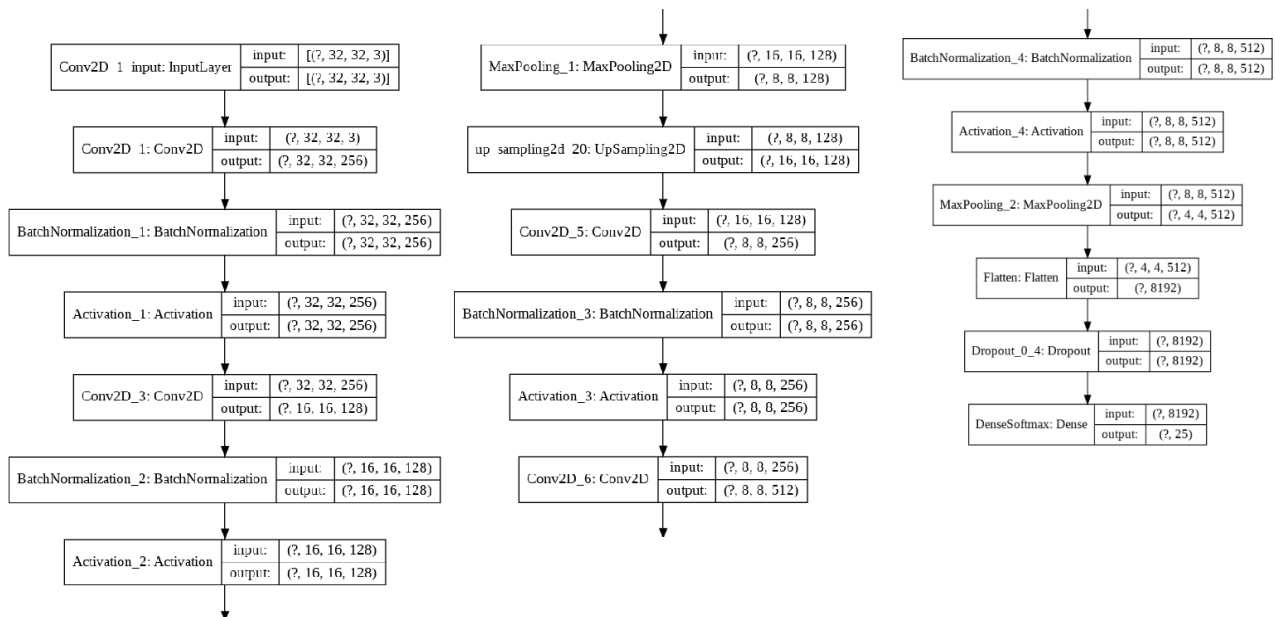 Conv2D_1_input: InputLayer
input: [(?, 32, 32, 3)]
output: [(?, 32, 32, 3)]
Conv2D_1: Conv2D
input: (?, 32, 32, 3)
output: (?, 32, 32, 256)
BatchNormalization_1: BatchNormalization
input: (?, 32, 32, 256)
output: (?, 32, 32, 256)
Activation_1: Activation
input: (?, 32, 32, 256)
output: (?, 32, 32, 256)
Conv2D_3: Conv2D
input: (?, 32, 32, 256)
output: (?, 16, 16, 128)
BatchNormalization_2: BatchNormalization
input: (?, 16, 16, 128)
output: (?, 16, 16, 128)
Activation_2: Activation
input: (?, 16, 16, 128)
output: (?, 16, 16, 128)
MaxPooling_1: MaxPooling2D
input: (?, 16, 16, 128)
output: (?, 8, 8, 128)
up_sampling2d_20: UpSampling2D
input: (?, 8, 8, 128)
output: (?, 16, 16, 128)
Conv2D_5: Conv2D
input: (?, 16, 16, 128)
output: (?, 8, 8, 256)
BatchNormalization_3: BatchNormalization
input: (?, 8, 8, 256)
output: (?, 8, 8, 256)
Activation_3: Activation
input: (?, 8, 8, 256)
output: (?, 8, 8, 256)
Conv2D_6: Conv2D
input: (?, 8, 8, 256)
output: (?, 8, 8, 512)
BatchNormalization_4: BatchNormalization
input: (?, 8, 8, 512)
output: (?, 8, 8, 512)
Activation_4: Activation
input: (?, 8, 8, 512)
output: (?, 8, 8, 512)
MaxPooling_2: MaxPooling2D
input: (?, 8, 8, 512)
output: (?, 4, 4, 512)
Flatten: Flatten
input: (?, 4, 4, 512)
output: (?, 8192)
Dropout_0_4: Dropout
input: (?, 8192)
output: (?, 8192)
DenseSoftmax: Dense
input: (?, 8192)
output: (?, 25)